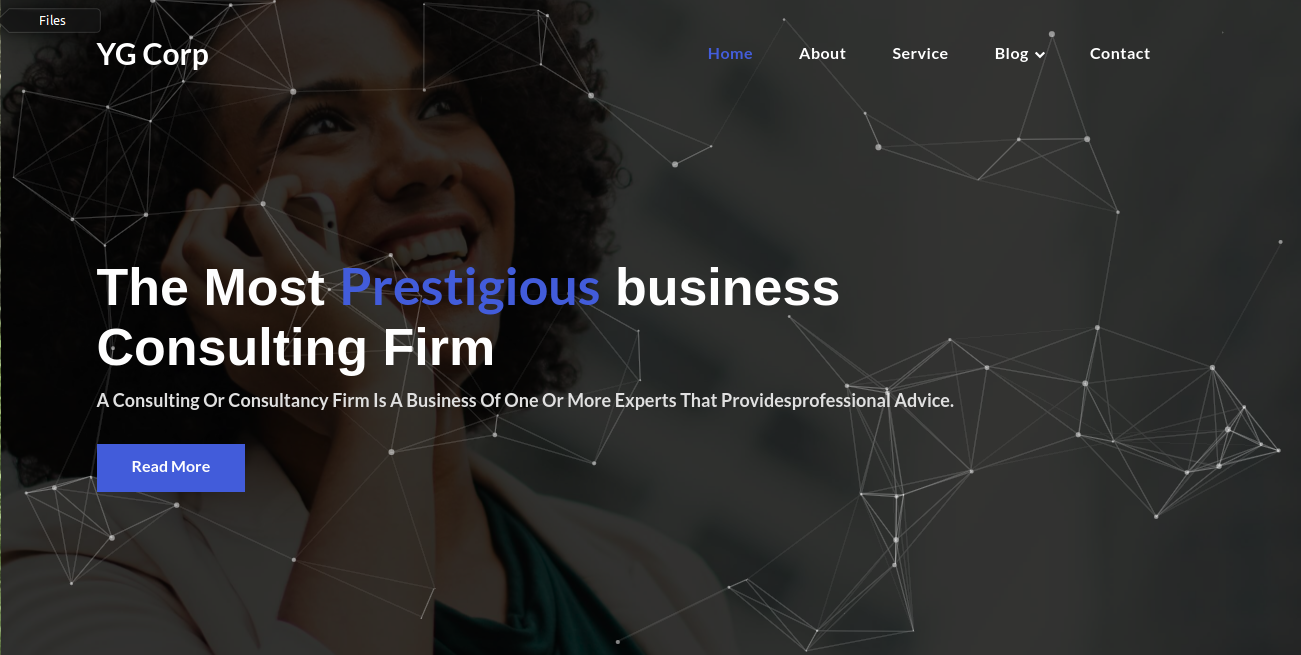 Files
YG Corp
Home About Service Blog Contact
The Most Prestigious business
Consulting Firm
A Consulting Or Consultancy Firm Is A Business Of One Or More Experts That Providesprofessional Advice.
Read More